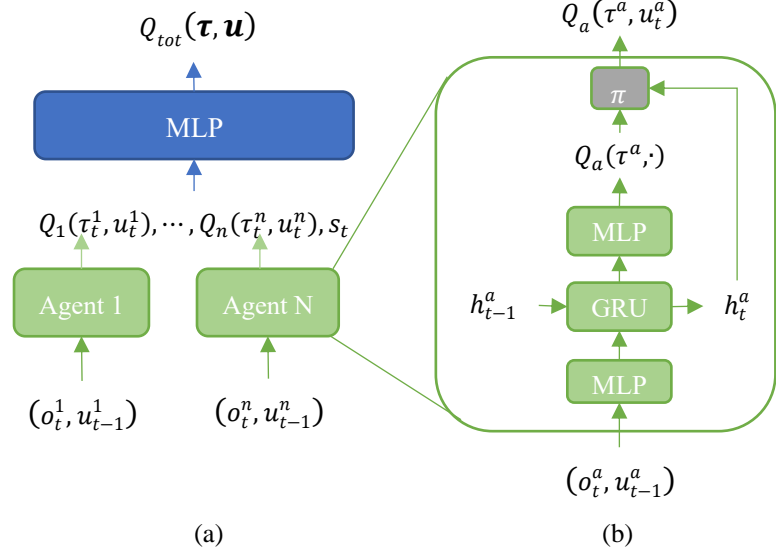 Q_{tot}(𝝉, 𝒖)
MLP
Q_1(τ_t^1, u_t^1), ⋯, Q_n(τ_t^n, u_t^n), s_t
Agent 1
Agent N
(o_t^1, u_{t-1}^1)
(o_t^n, u_{t-1}^n)
(a)
Q_a(τ^a, u_t^a)
π
Q_a(τ^a,·)
MLP
h_{t-1}^a
GRU
h_t^a
MLP
(o_t^a, u_{t-1}^a)
(b)